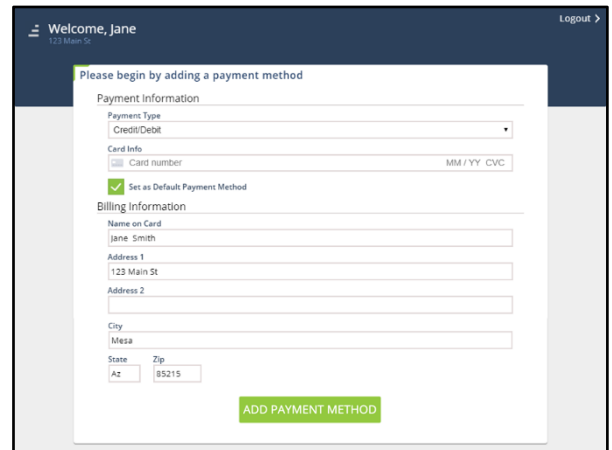 Logout >
Welcome, Jane
123 Main St
Please begin by adding a payment method
Payment Information
Payment Type
Credit/Debit
Card Info
Card number MM / YY CVC
Set as Default Payment Method
Billing Information
Name on Card
Jane Smith
Address 1
123 Main St
Address 2
City
Mesa
State Zip
Az 85215
ADD PAYMENT METHOD